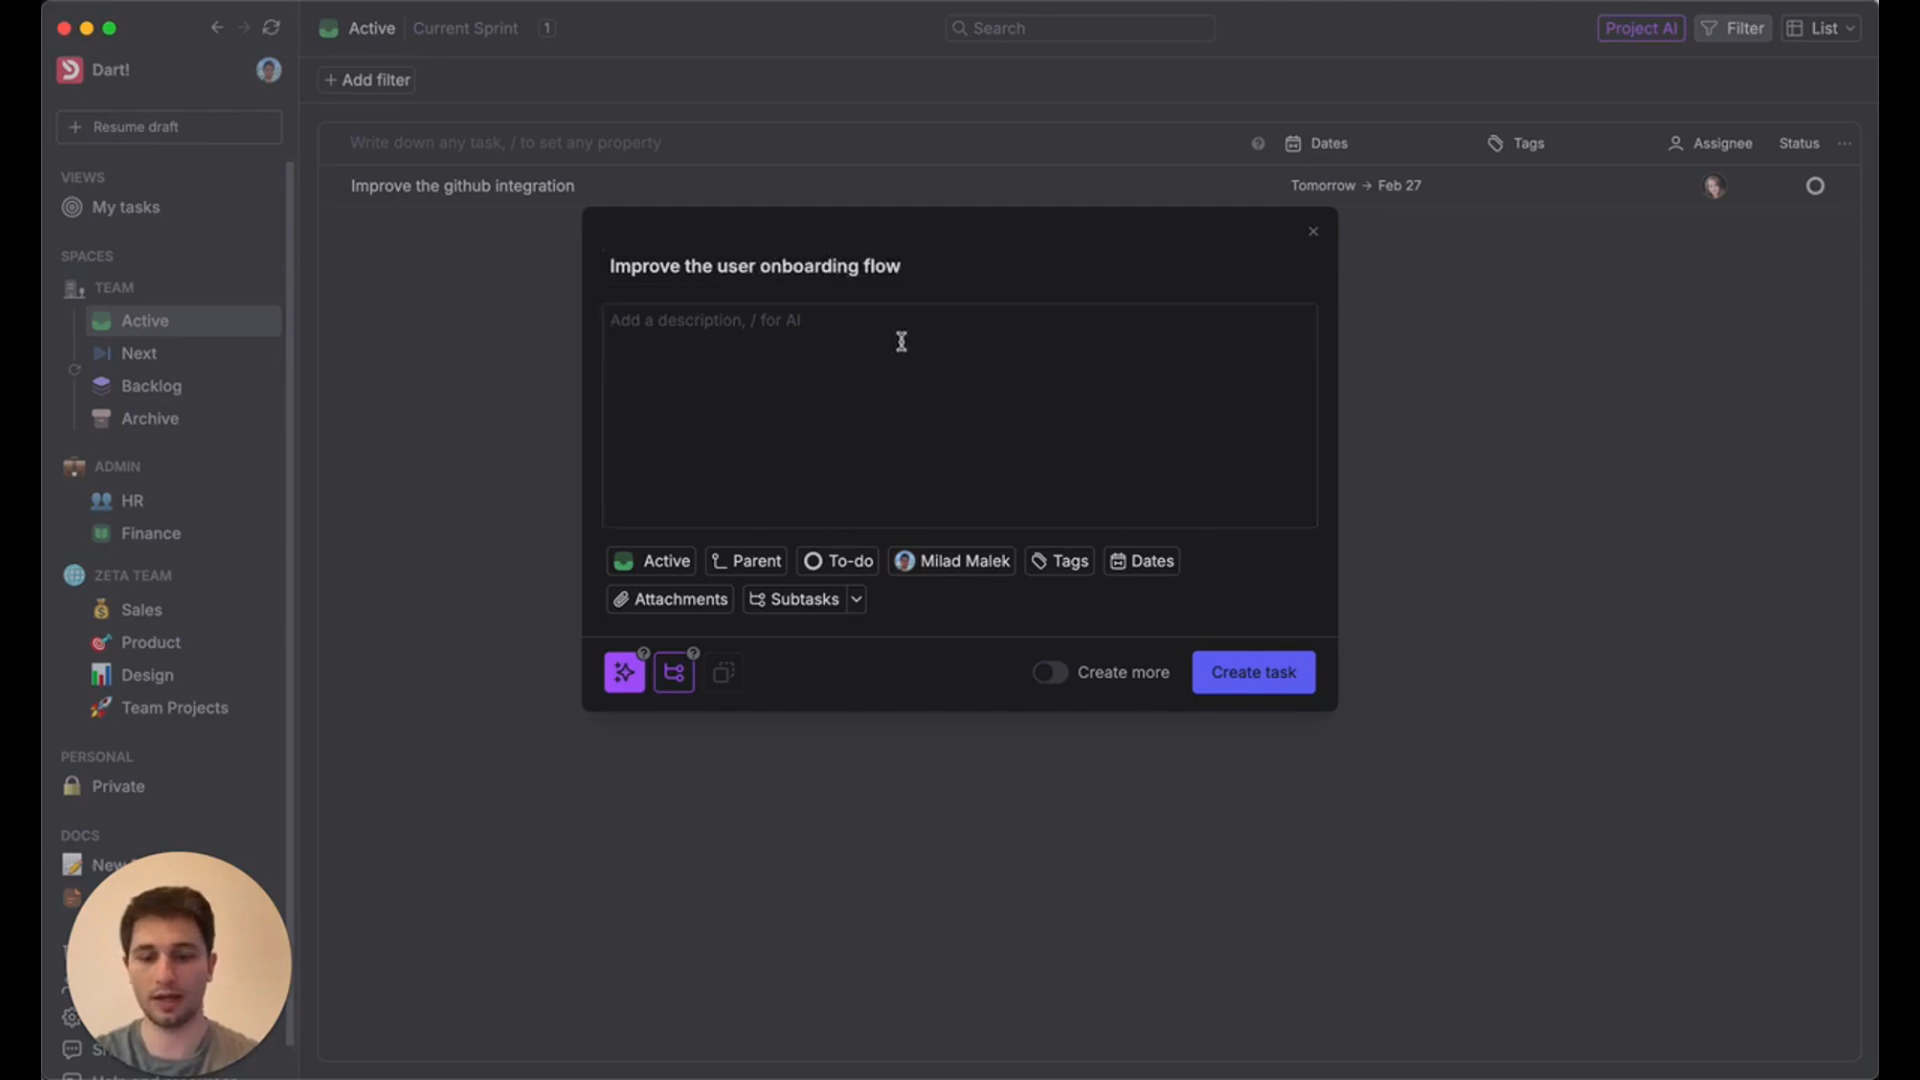 Active
Current Sprint
1
Search
Project AI
Filter
List
Dart!
+ Add filter
Resume draft
Write down any task, / to set any property
Dates
Tags
Assignee
Status
Improve the github integration
Tomorrow → Feb 27
VIEWS
My tasks
SPACES
TEAM
Active
Next
Backlog
Archive
ADMIN
HR
Finance
ZETA TEAM
Sales
Product
Design
Team Projects
PERSONAL
Private
DOCS
New
Improve the user onboarding flow
Add a description, / for AI
Active
Parent
To-do
Milad Malek
Tags
Dates
Attachments
Subtasks
Create more
Create task